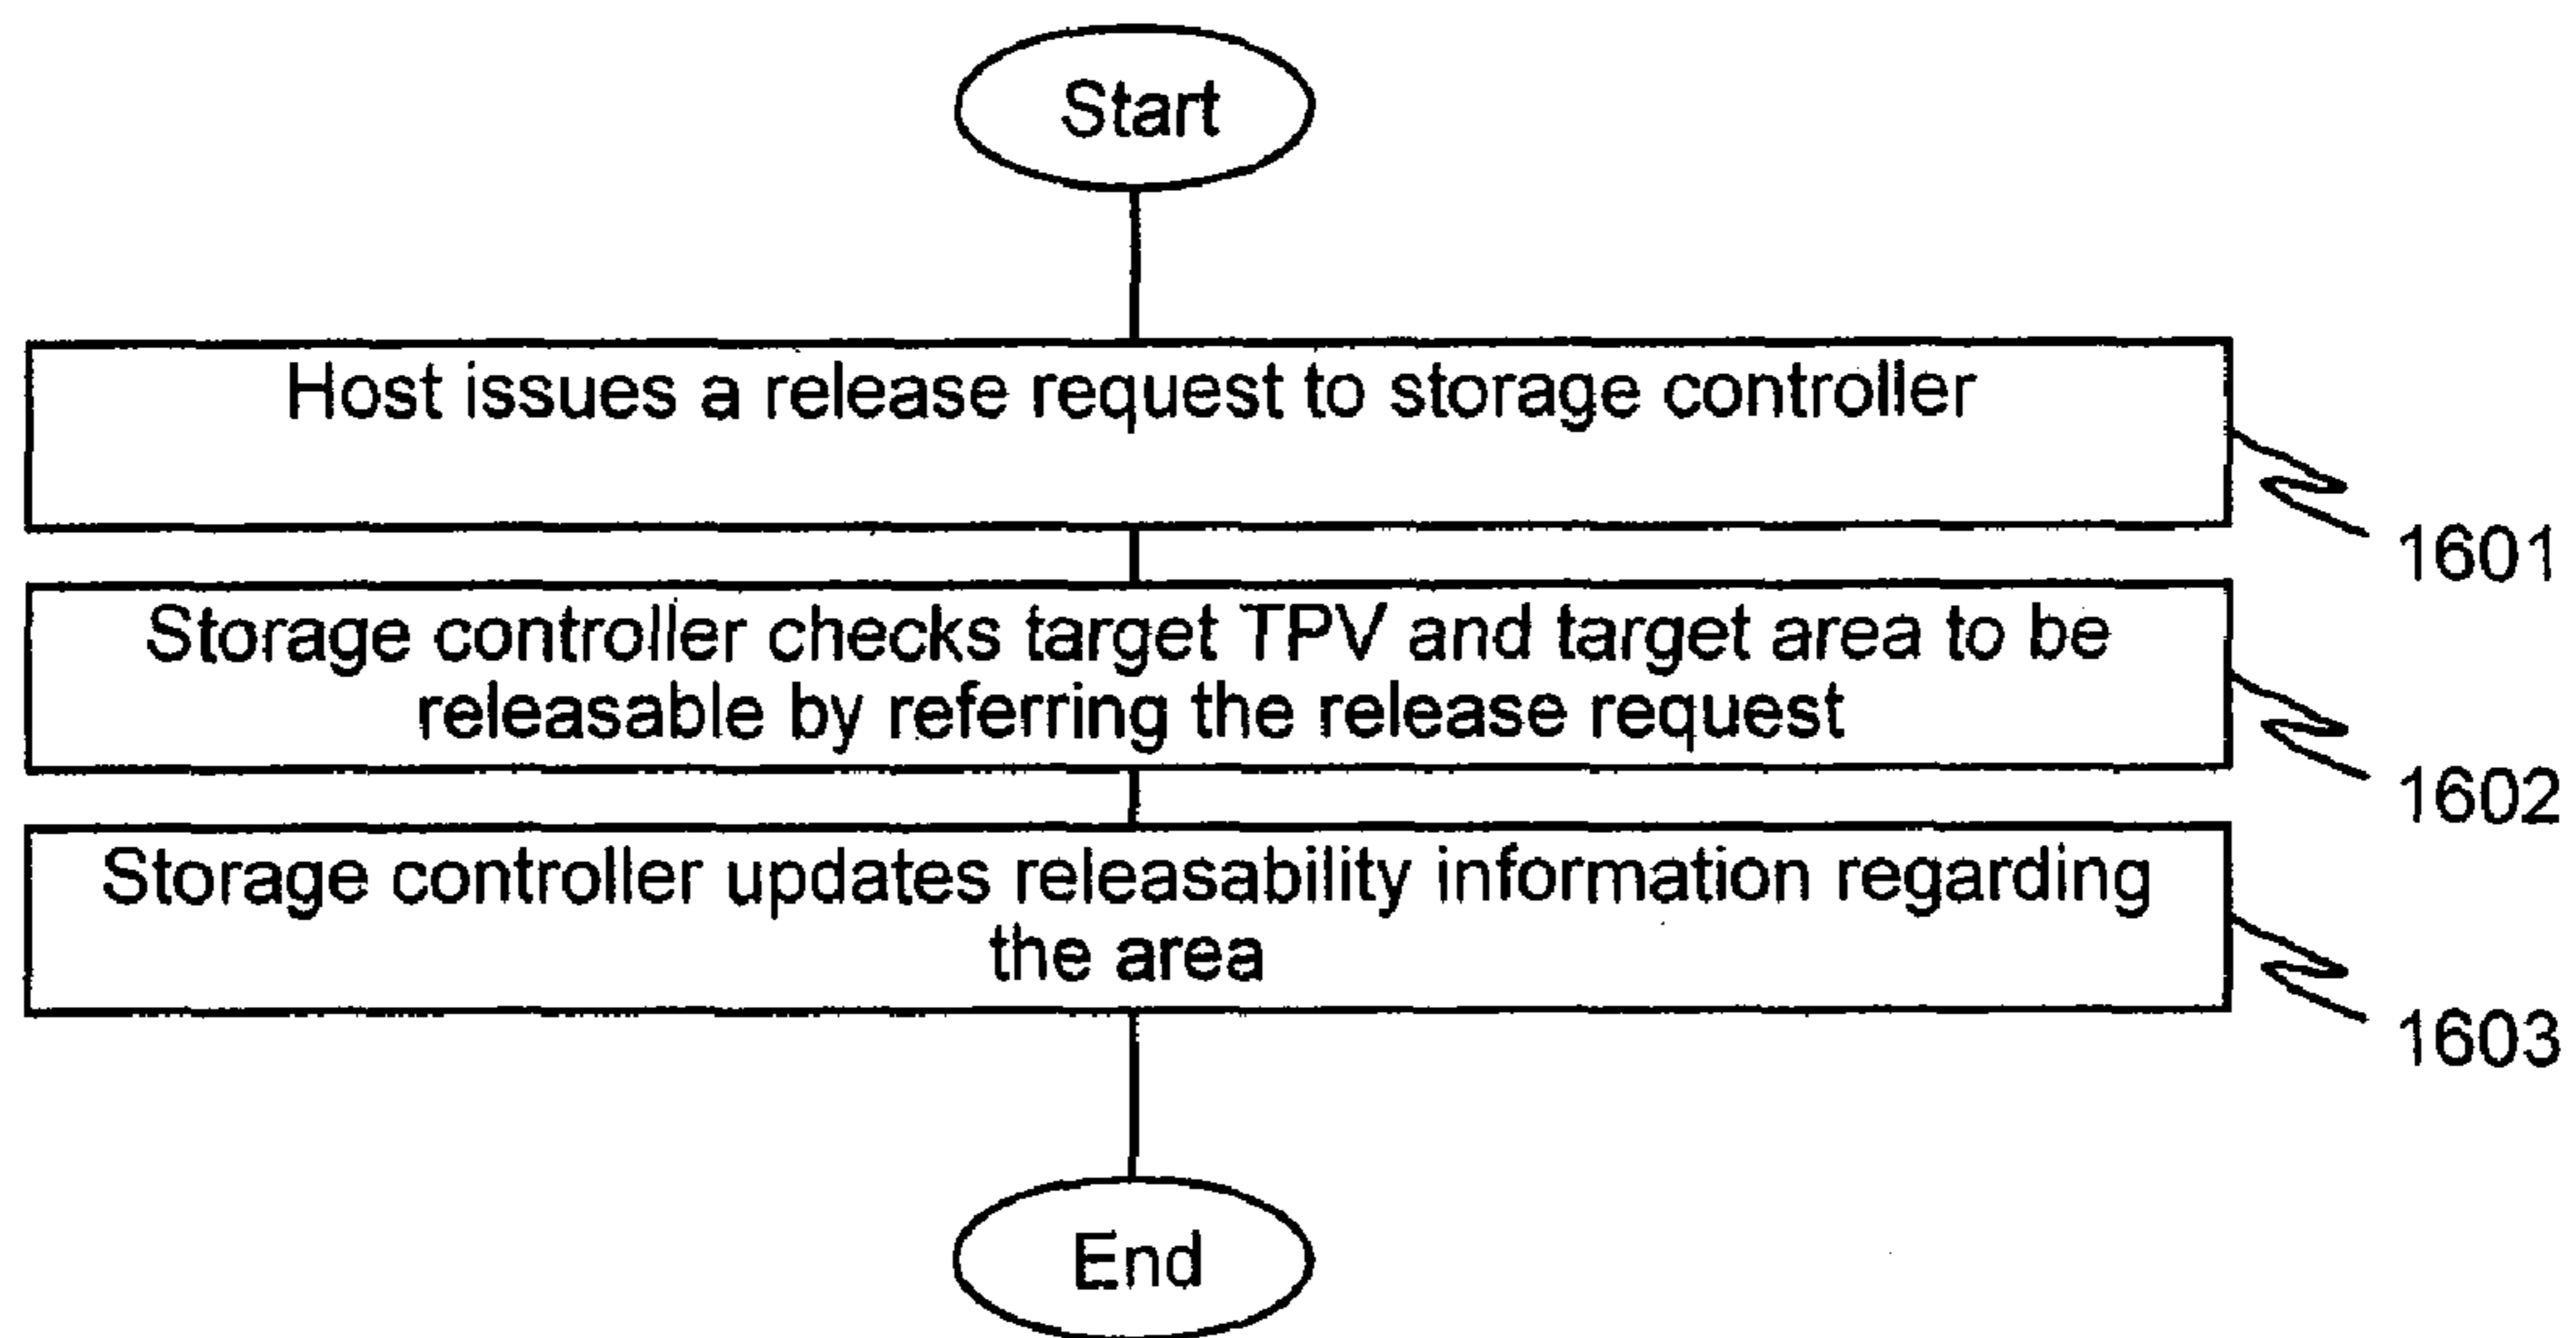 Start
Host issues a release request to storage controller
1601
Storage controller checks target TPV and target area to be
releasable by referring the release request
1602
Storage controller updates releasability information regarding
the area
1603
End